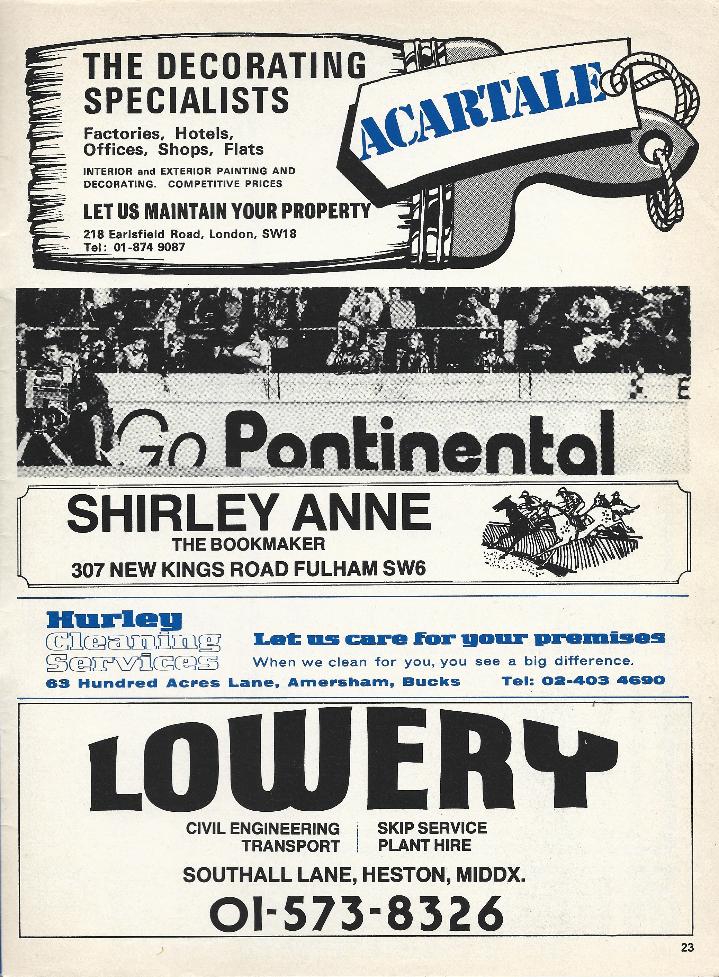 THE DECORATING
SPECIALISTS
Factories, Hotels,
Offices, Shops, Flats
INTERIOR and EXTERIOR PAINTING AND
DECORATING. COMPETITIVE PRICES
LET US MAINTAIN YOUR PROPERTY
218 Earlsfield Road, London, SW18
Tel: 01-874 9087
ACARTALE
E
Go Pontinental
SHIRLEY ANNE
THE BOOKMAKER
307 NEW KINGS ROAD FULHAM SW6
Hurley
Cleaning
Services
Let us care for your premises
When we clean for you, you see a big difference.
63 Hundred Acres Lane, Amersham, Bucks Tel: 02-403 4690
LOWERY
CIVIL ENGINEERING SKIP SERVICE
TRANSPORT PLANT HIRE
SOUTHALL LANE, HESTON, MIDDX.
01-573-8326
23